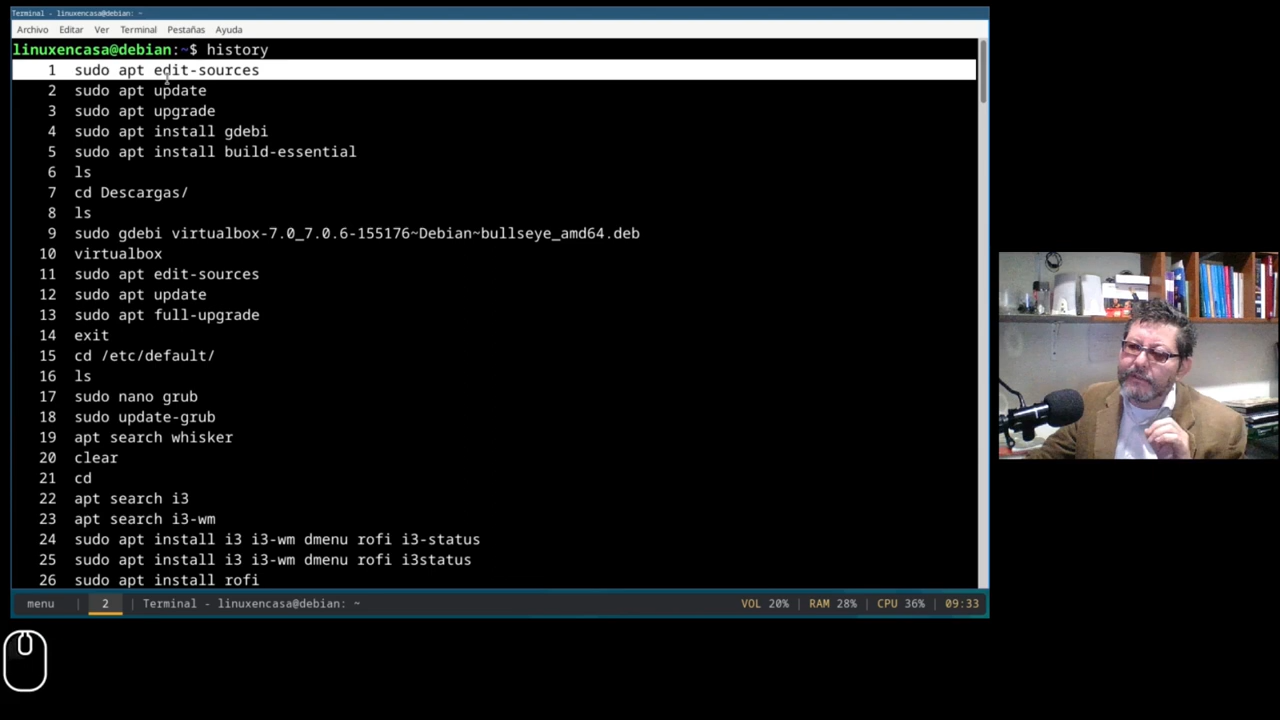 Terminal - linuxencasa@debian: ~
Archivo Editar Ver Terminal Pestañas Ayuda
linuxencasa@debian:~$ history
1 sudo apt edit-sources
2 sudo apt update
3 sudo apt upgrade
4 sudo apt install gdebi
5 sudo apt install build-essential
6 ls
7 cd Descargas/
8 ls
9 sudo gdebi virtualbox-7.0_7.0.6-155176~Debian~bullseye_amd64.deb
10 virtualbox
11 sudo apt edit-sources
12 sudo apt update
13 sudo apt full-upgrade
14 exit
15 cd /etc/default/
16 ls
17 sudo nano grub
18 sudo update-grub
19 apt search whisker
20 clear
21 cd
22 apt search i3
23 apt search i3-wm
24 sudo apt install i3 i3-wm dmenu rofi i3-status
25 sudo apt install i3 i3-wm dmenu rofi i3status
26 sudo apt install rofi
menu | 2 | Terminal - linuxencasa@debian: ~ VOL 20% | RAM 28% | CPU 36% | 09:33